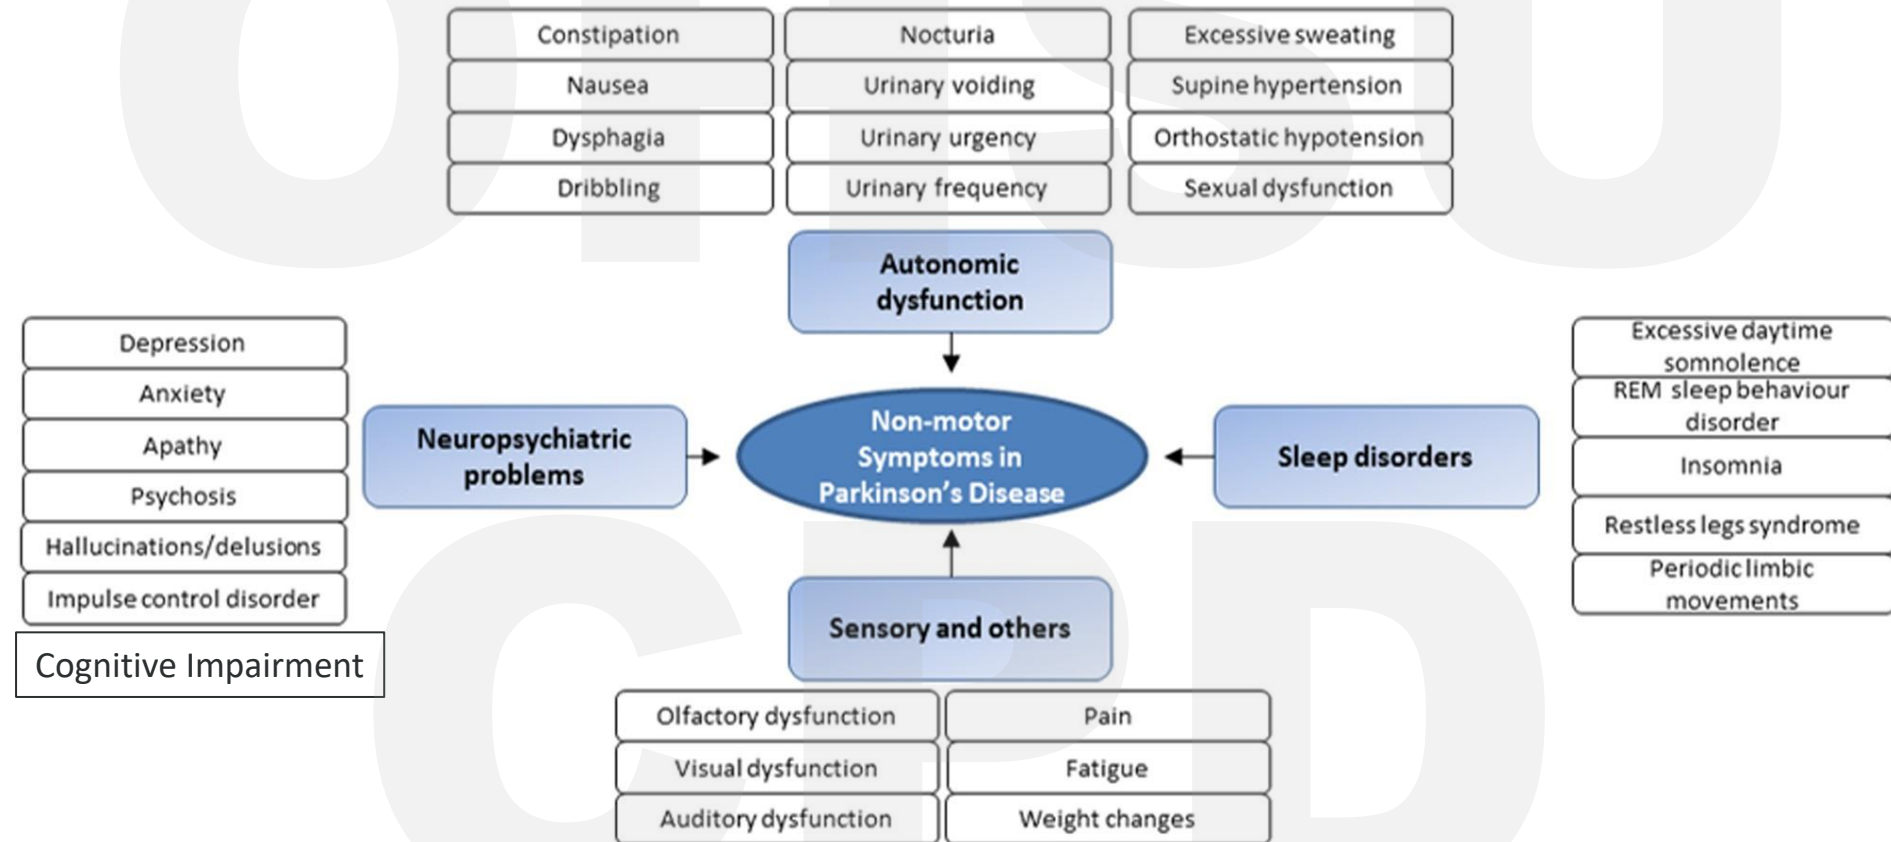 Constipation
Nausea
Dysphagia
Dribbling
Nocturia
Urinary voiding
Urinary urgency
Urinary frequency
Excessive sweating
Supine hypertension
Orthostatic hypotension
Sexual dysfunction
Autonomic
dysfunction
Depression
Anxiety
Apathy
Psychosis
Hallucinations/delusions
Impulse control disorder
Cognitive Impairment
Neuropsychiatric
problems
Non-motor
Symptoms in
Parkinson's Disease
Sleep disorders
Excessive daytime
somnolence
REM sleep behaviour
disorder
Insomnia
Restless legs syndrome
Periodic limbic
movements
Sensory and others
Olfactory dysfunction
Visual dysfunction
Auditory dysfunction
Pain
Fatigue
Weight changes
OHSU
CPD